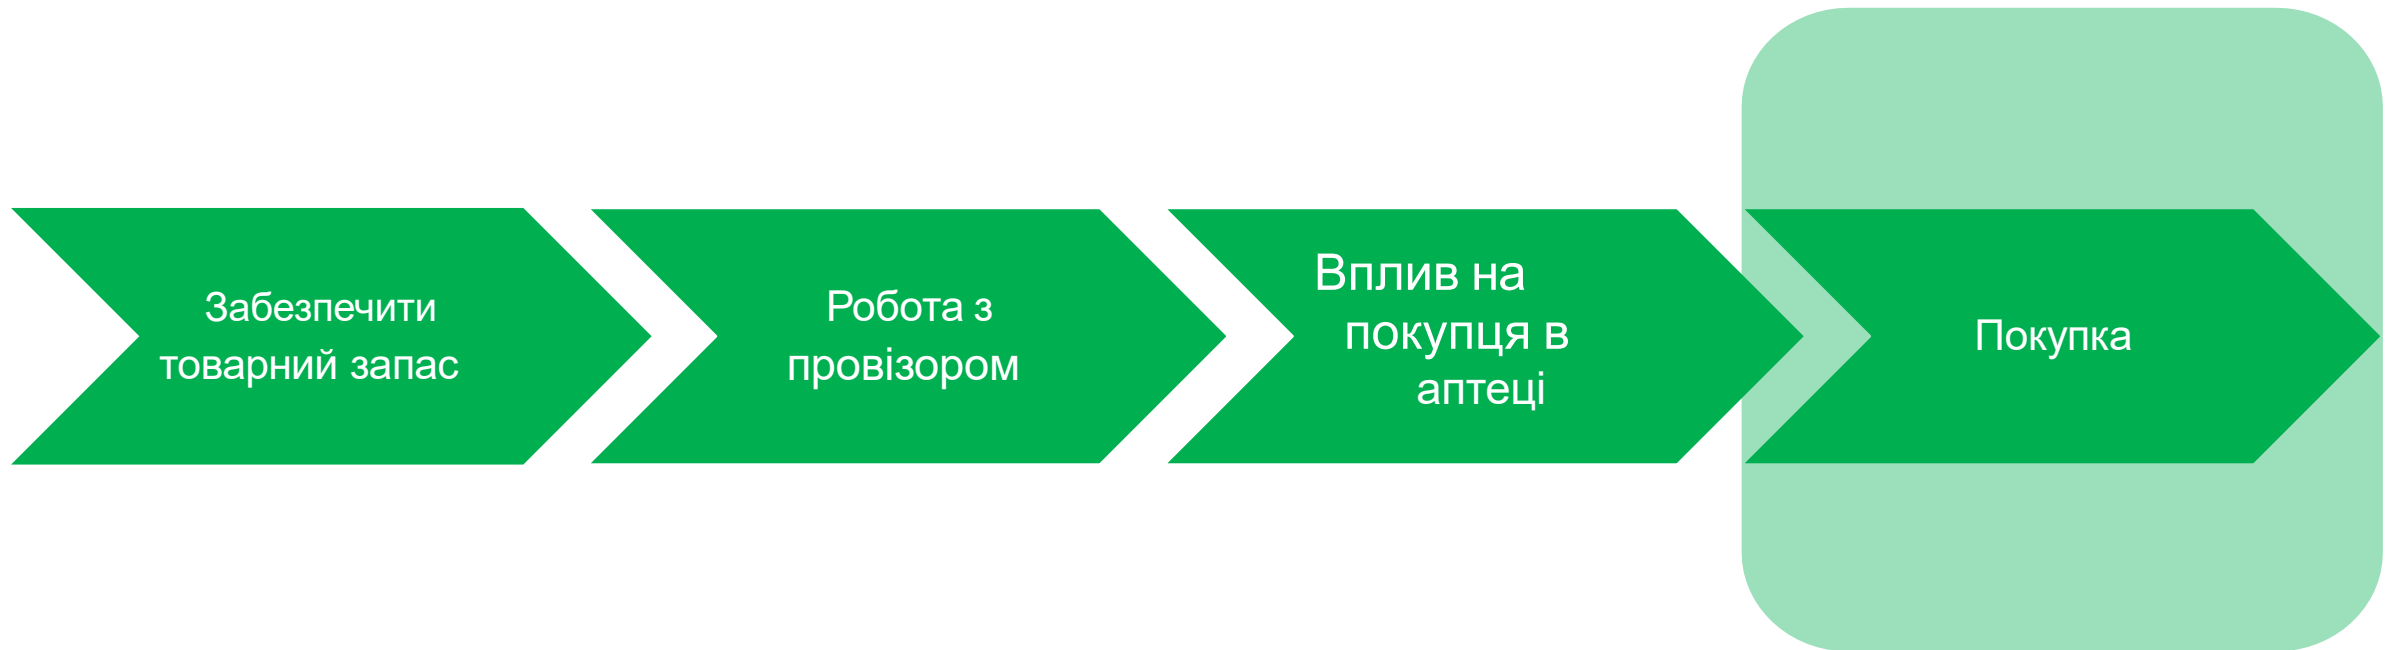 Забезпечити
товарний запас
Робота з
провізором
Вплив на
покупця в
аптеці
Покупка